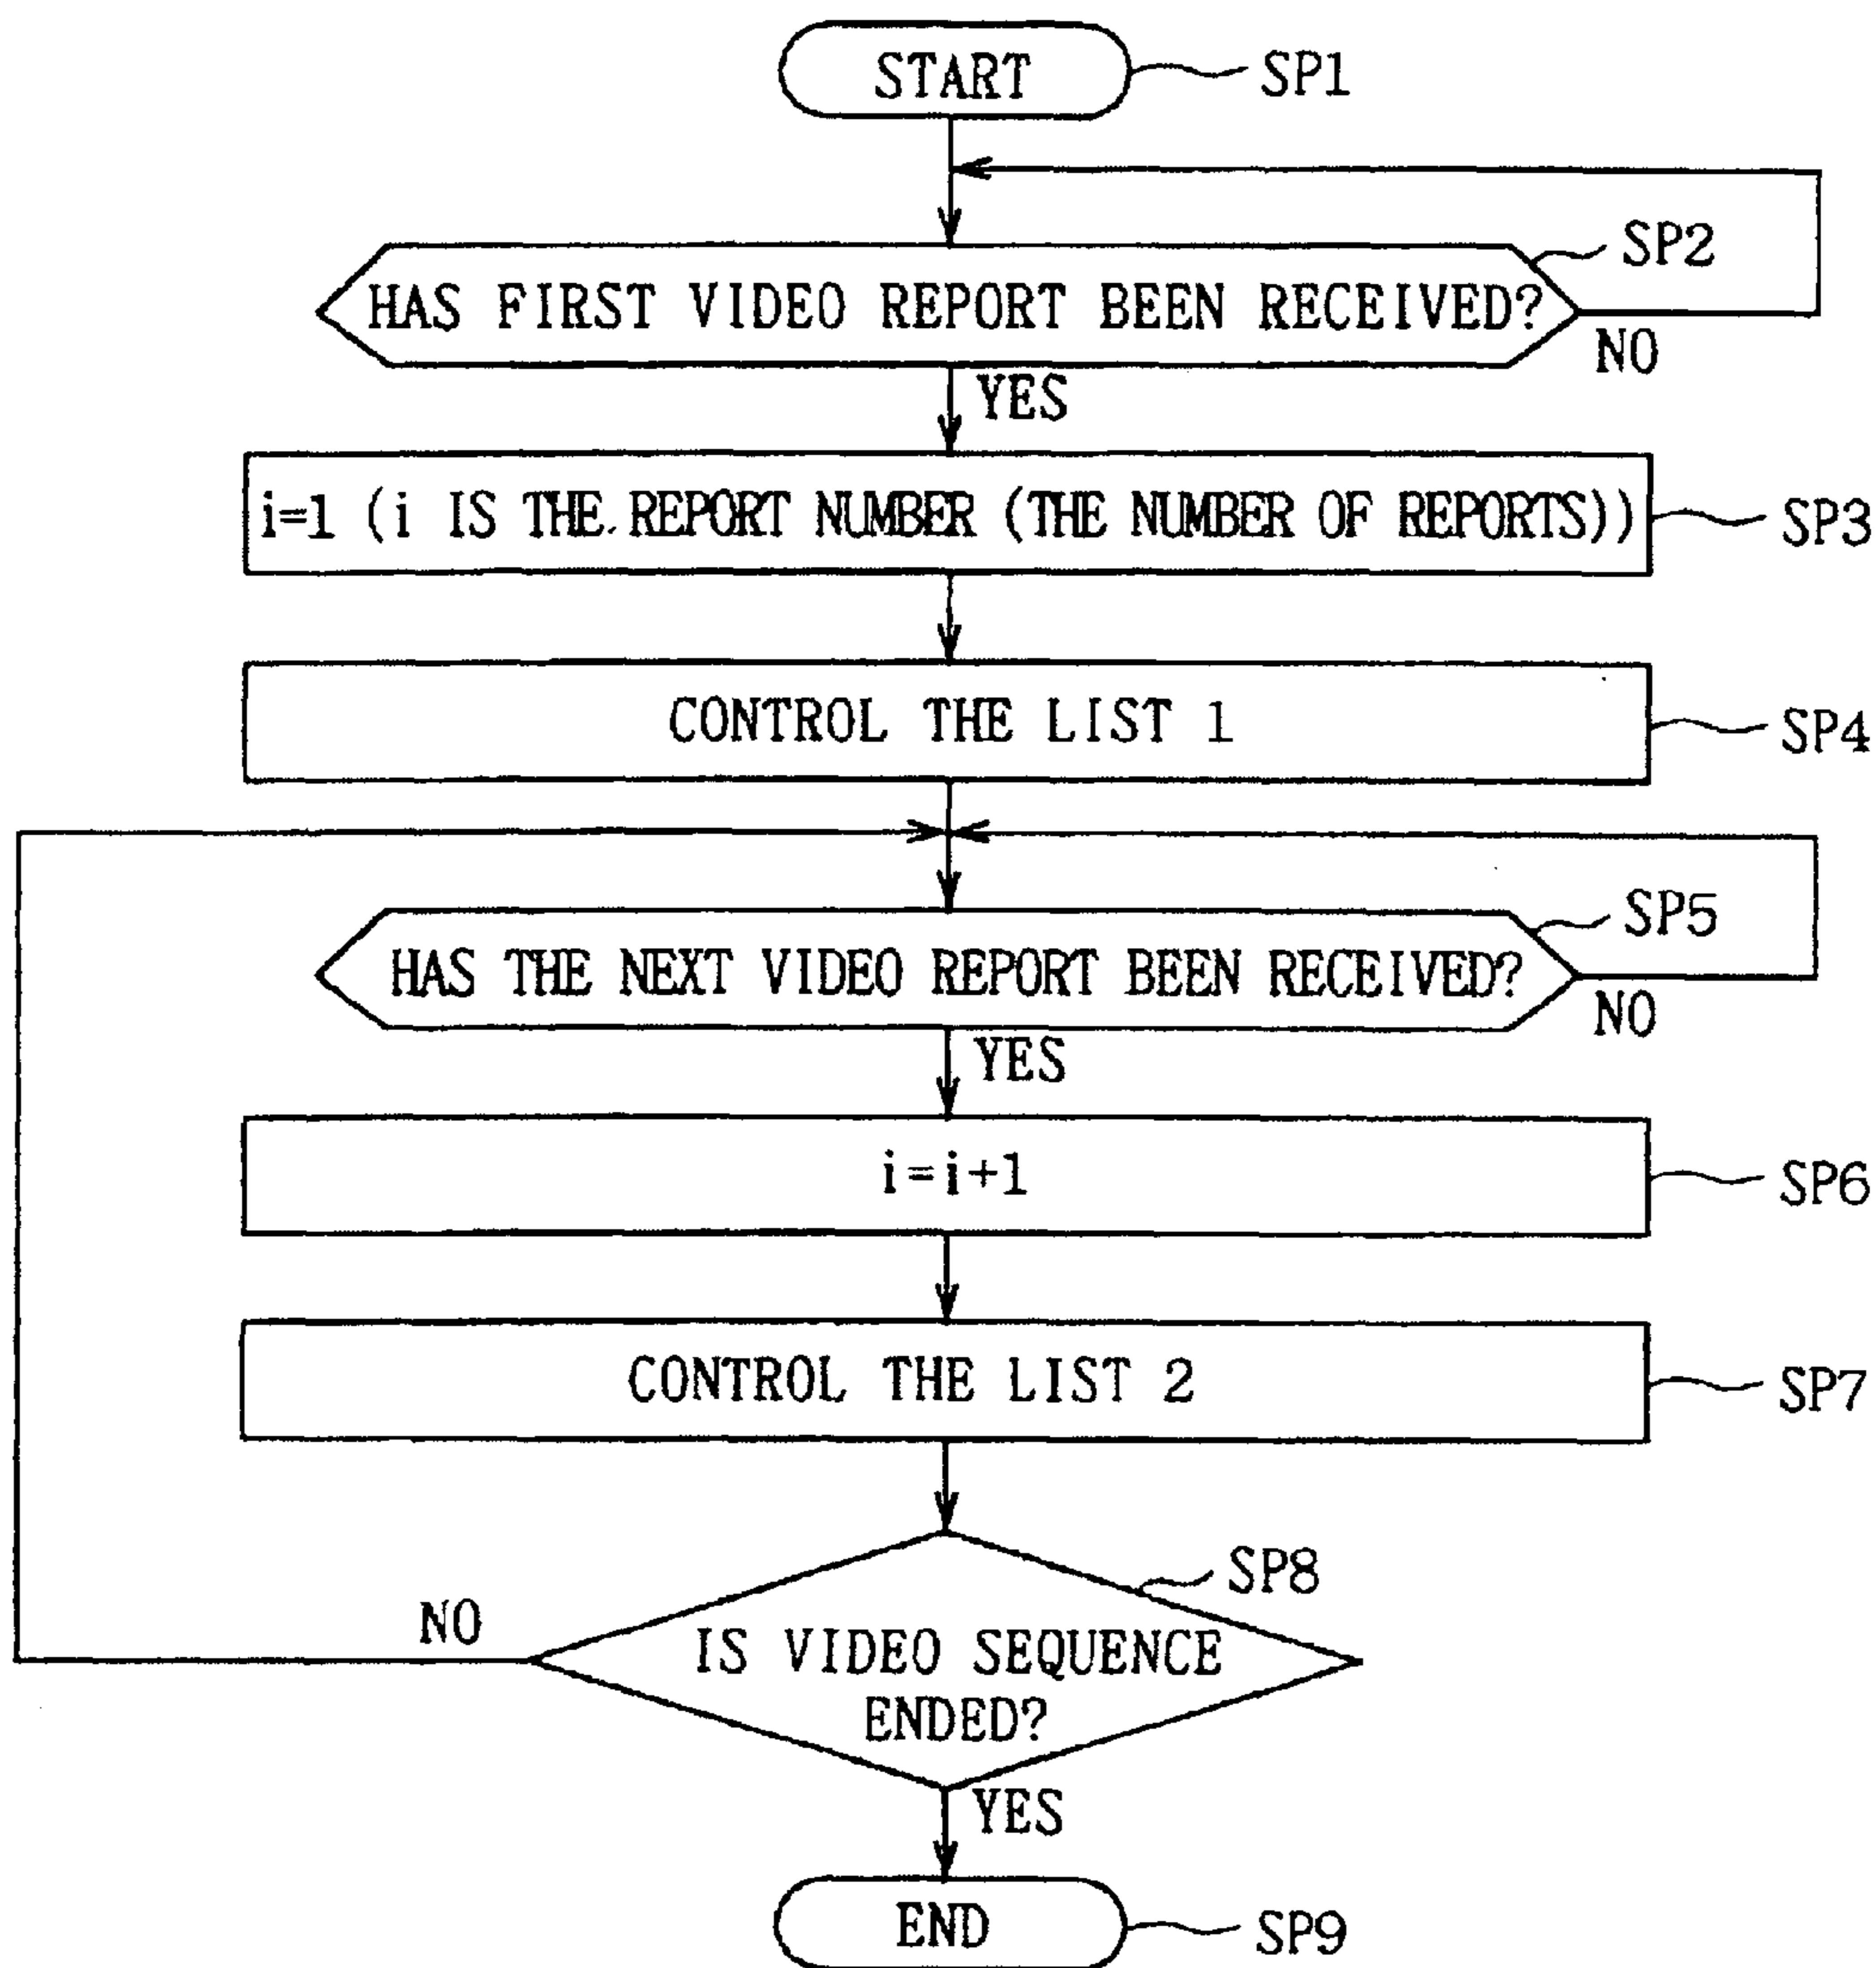 START
SP1
SP2
HAS FIRST VIDEO REPORT BEEN RECEIVED?
NO
YES
i=1 (i IS THE REPORT NUMBER (THE NUMBER OF REPORTS))
SP3
CONTROL THE LIST 1
SP4
SP5
HAS THE NEXT VIDEO REPORT BEEN RECEIVED?
NO
YES
i=i+1
SP6
CONTROL THE LIST 2
SP7
SP8
NO
IS VIDEO SEQUENCE
ENDED?
YES
END
SP9